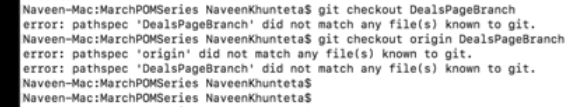 Naveen-Mac:MarchPOMSeries NaveenKhunteta$ git checkout DealsPageBranch
error: pathspec 'DealsPageBranch' did not match any file(s) known to git.
Naveen-Mac:MarchPOMSeries NaveenKhunteta$ git checkout origin DealsPageBranch
error: pathspec 'origin' did not match any file(s) known to git.
error: pathspec 'DealsPageBranch' did not match any file(s) known to git.
Naveen-Mac:MarchPOMSeries NaveenKhunteta$
Naveen-Mac:MarchPOMSeries NaveenKhunteta$